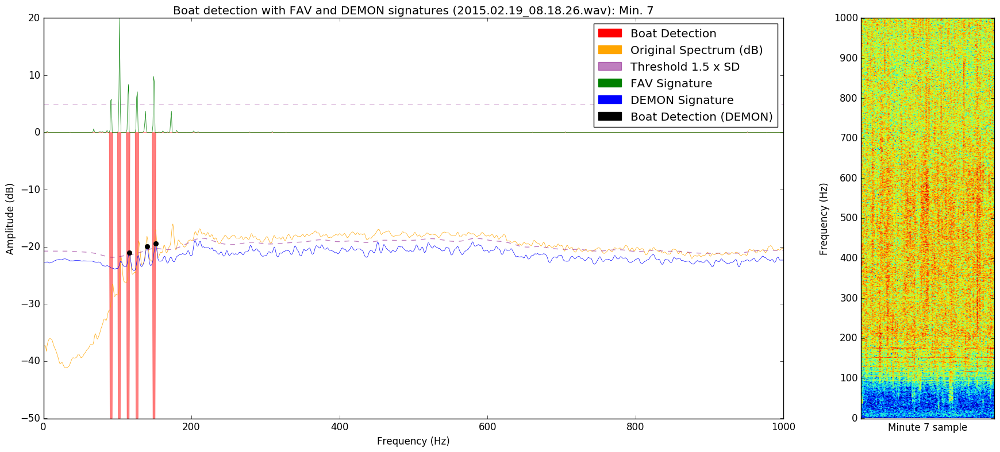 Boat detection with FAV and DEMON signatures (2015.02.19_08.18.26.wav): Min. 7
Boat Detection
Original Spectrum (dB)
Threshold 1.5 x SD
FAV Signature
DEMON Signature
Boat Detection (DEMON)
Amplitude (dB)
20
10
0
−10
−20
−30
−40
−50
0
200
400
600
800
1000
Frequency (Hz)
Frequency (Hz)
1000
900
800
700
600
500
400
300
200
100
0
Minute 7 sample